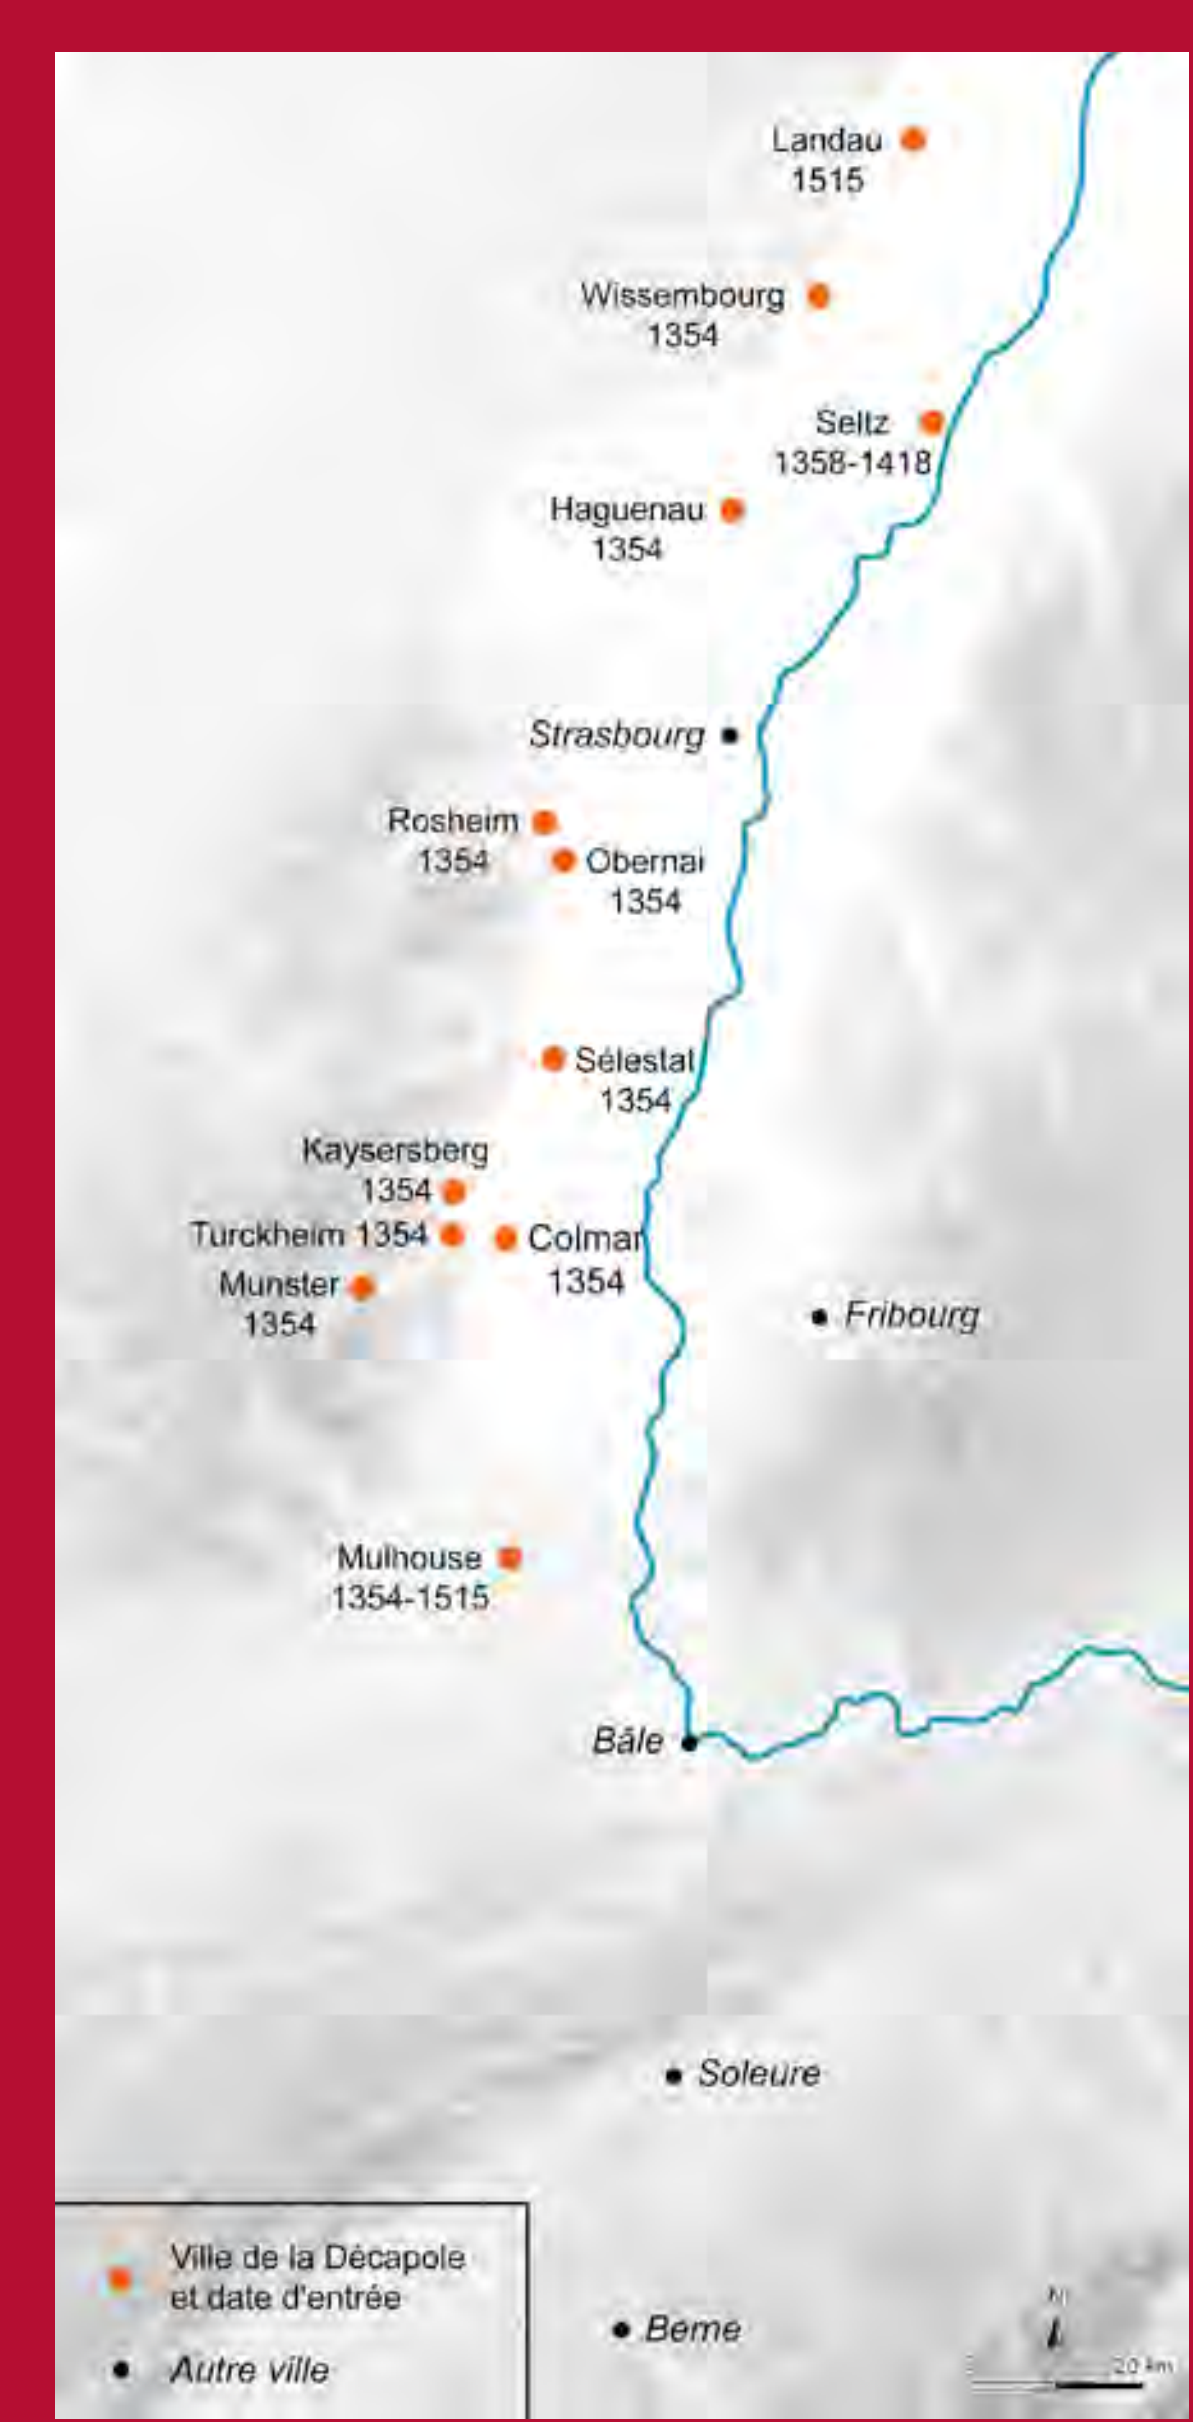 Landau
1515
Wissembourg
1354
Seltz
1358-1418
Haguenau
1354
Strasbourg
Rosheim
1354
Obernai
1354
Sélestat
1354
Kaysersberg
1354
Turckheim 1354
Colmar
1354
Munster
1354
Fribourg
Mulhouse
1354-1515
Bâle
Soleure
Ville de la Décapole
et date d'entrée
Autre ville
Berne
N
20 km